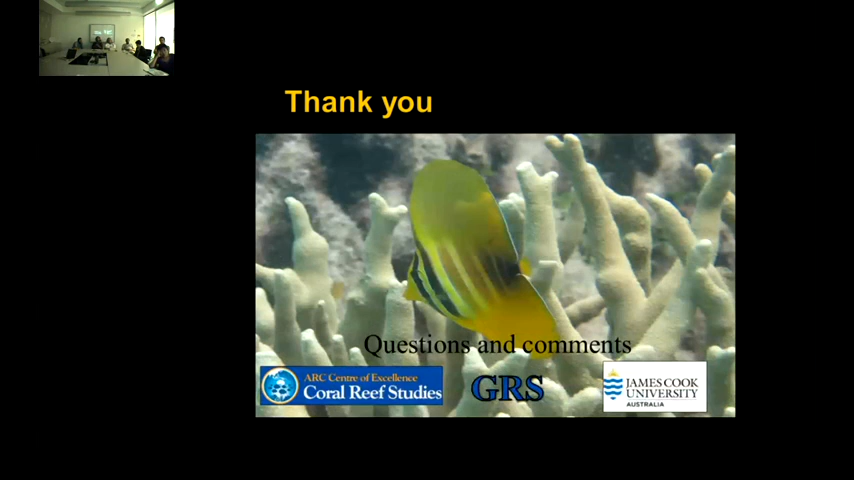 Thank you
Questions and comments
ARC Centre of Excellence
Coral Reef Studies
GRS
JAMES COOK
UNIVERSITY
AUSTRALIA